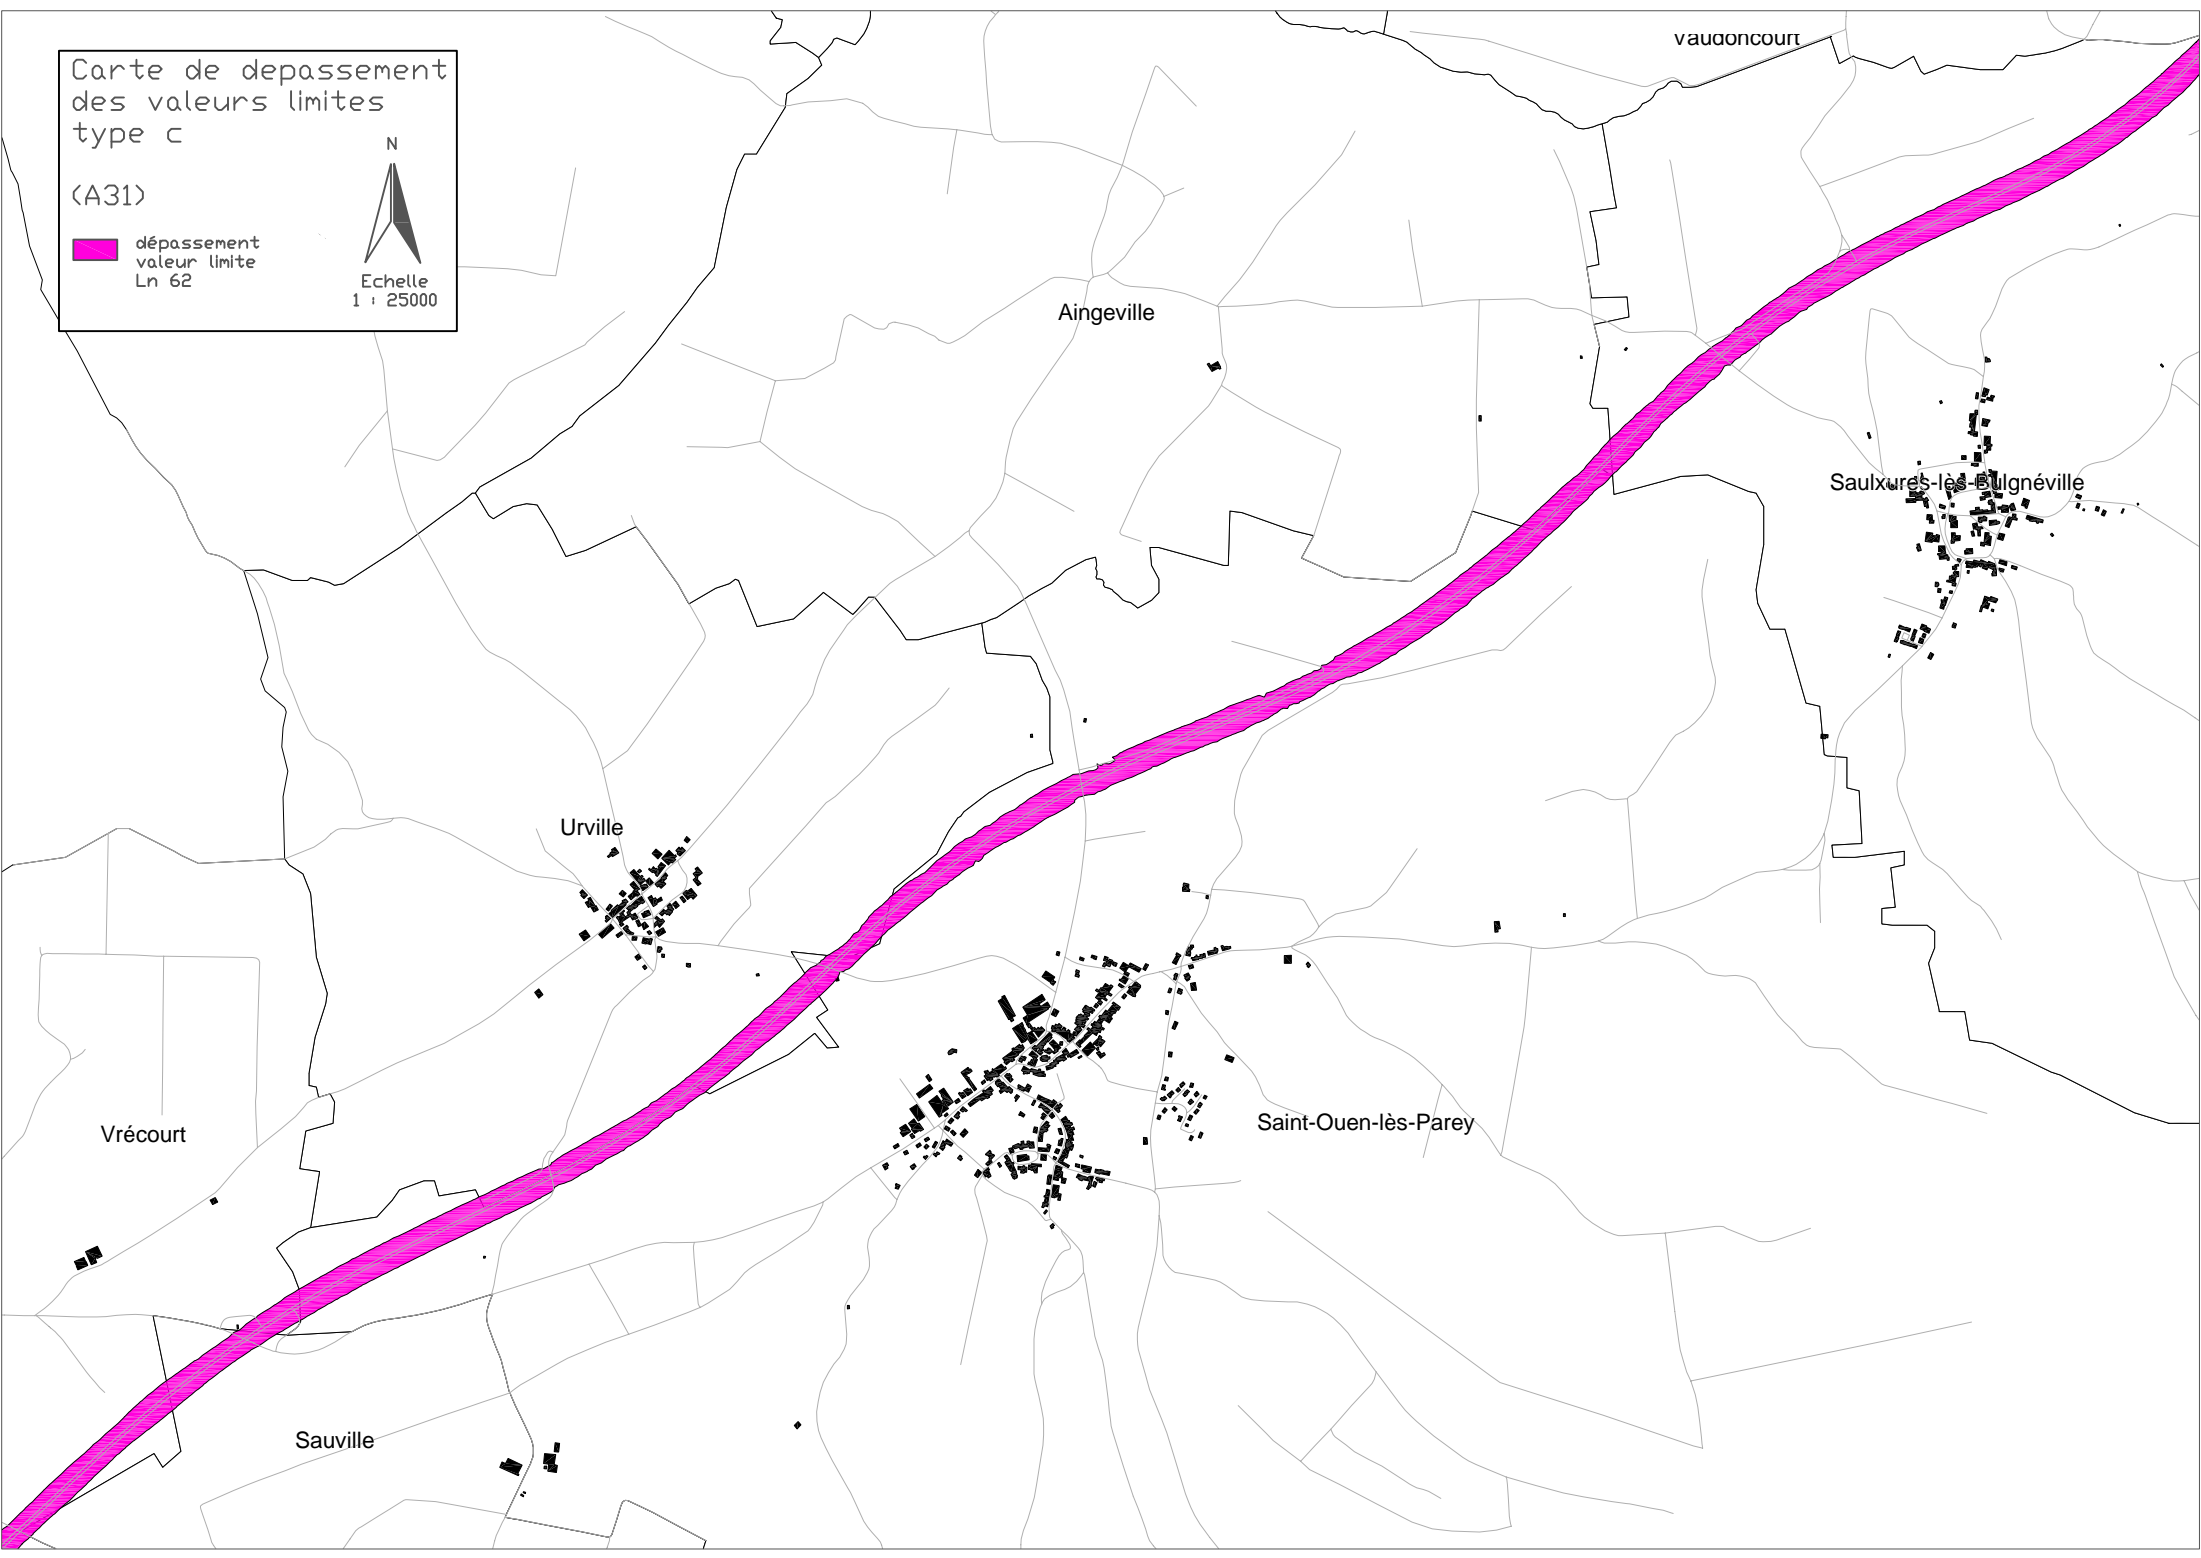 Carte de depassement
des valeurs limites
type c
N
(A31)
dépassement
valeur limite
Ln 62
Echelle
1 : 25000
Vaudoncourt
Aingeville
Saulxures-lès-Bulgnéville
Urville
Vrécourt
Saint-Ouen-lès-Parey
Sauville